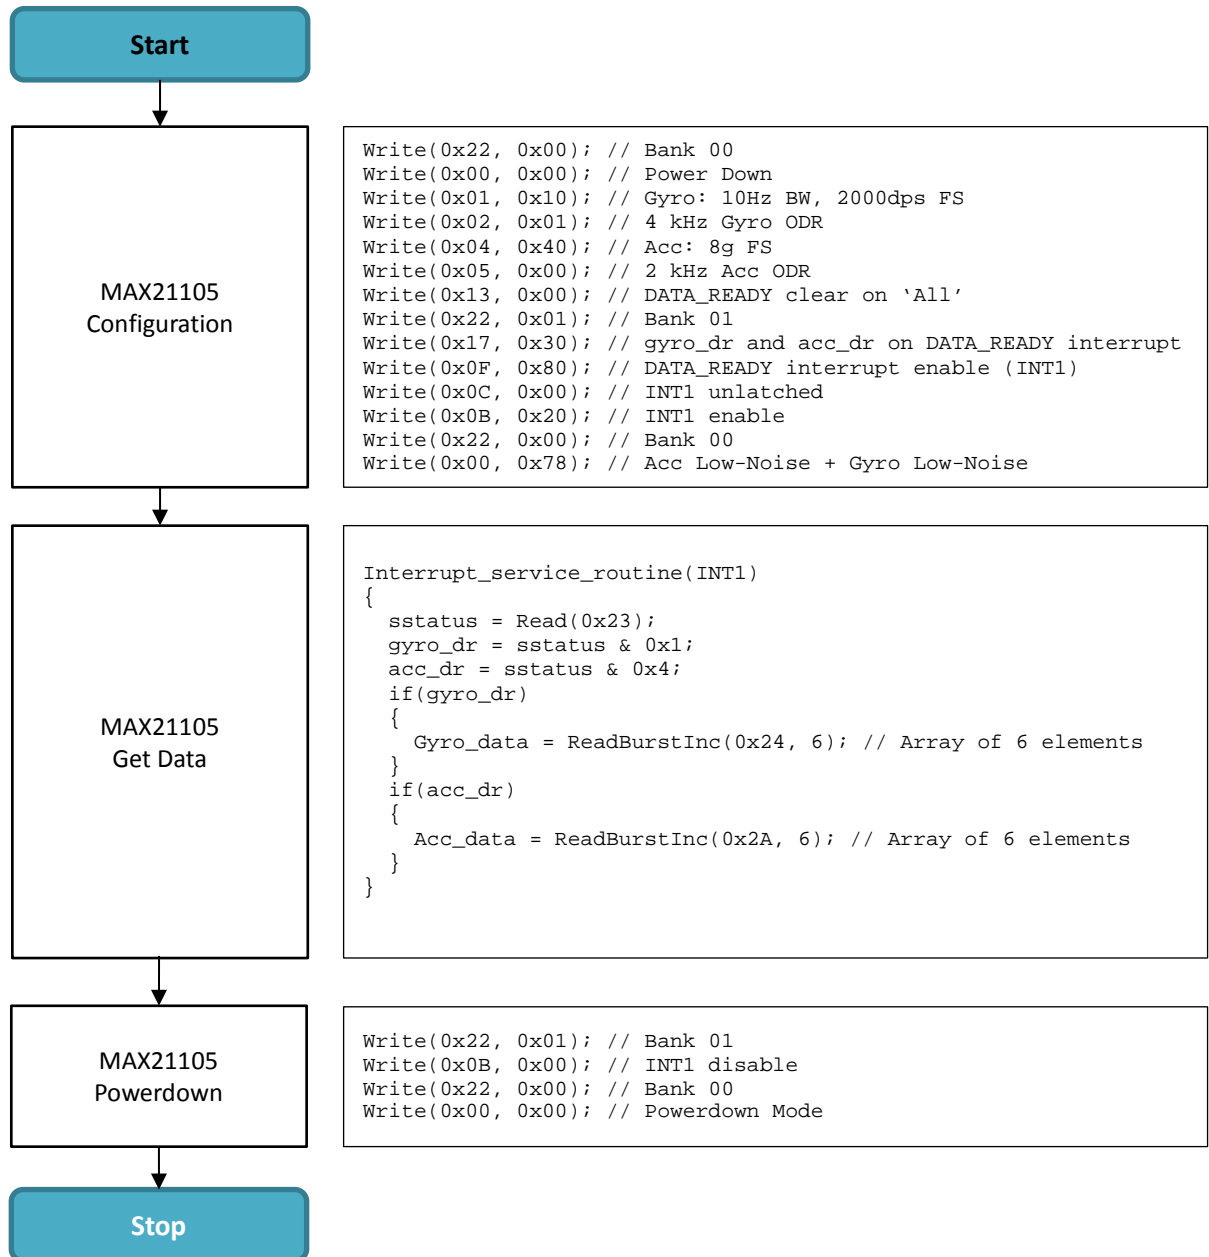 Start
MAX21105
Configuration
Write(0x22, 0x00); // Bank 00
Write(0x00, 0x00); // Power Down
Write(0x01, 0x10); // Gyro: 10Hz BW, 2000dps FS
Write(0x02, 0x01); // 4 kHz Gyro ODR
Write(0x04, 0x40); // Acc: 8g FS
Write(0x05, 0x00); // 2 kHz Acc ODR
Write(0x13, 0x00); // DATA_READY clear on ‘All’
Write(0x22, 0x01); // Bank 01
Write(0x17, 0x30); // gyro_dr and acc_dr on DATA_READY interrupt
Write(0x0F, 0x80); // DATA_READY interrupt enable (INT1)
Write(0x0C, 0x00); // INT1 unlatched
Write(0x0B, 0x20); // INT1 enable
Write(0x22, 0x00); // Bank 00
Write(0x00, 0x78); // Acc Low-Noise + Gyro Low-Noise
MAX21105
Get Data
Interrupt_service_routine(INT1)
{
  sstatus = Read(0x23);
  gyro_dr = sstatus & 0x1;
  acc_dr = sstatus & 0x4;
  if(gyro_dr)
  {
    Gyro_data = ReadBurstInc(0x24, 6); // Array of 6 elements
  }
  if(acc_dr)
  {
    Acc_data = ReadBurstInc(0x2A, 6); // Array of 6 elements
  }
}
MAX21105
Powerdown
Write(0x22, 0x01); // Bank 01
Write(0x0B, 0x00); // INT1 disable
Write(0x22, 0x00); // Bank 00
Write(0x00, 0x00); // Powerdown Mode
Stop